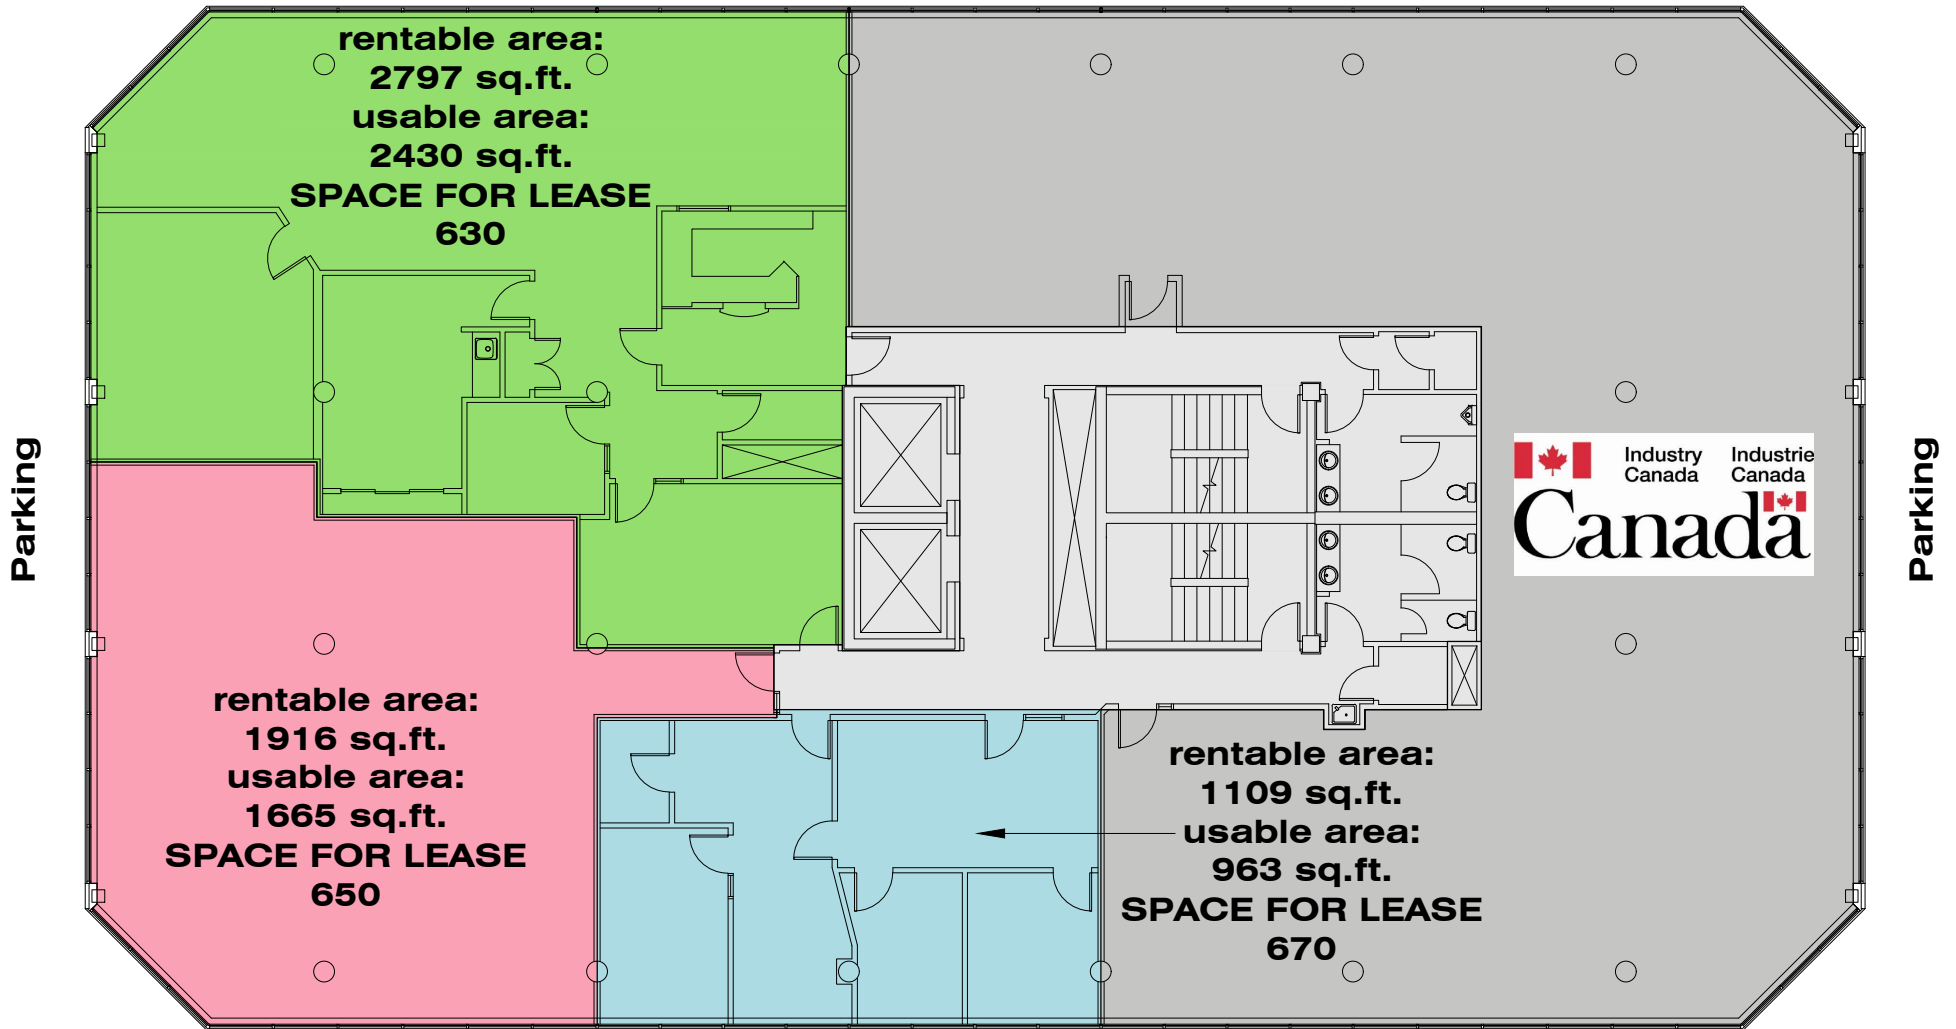 rentable area:
2797 sq.ft.
usable area:
2430 sq.ft.
SPACE FOR LEASE
630
Parking
Industry Industrie
Canada Canada
Canada
Parking
rentable area:
1916 sq.ft.
usable area:
1665 sq.ft.
SPACE FOR LEASE
650
rentable area:
1109 sq.ft.
usable area:
963 sq.ft.
SPACE FOR LEASE
670